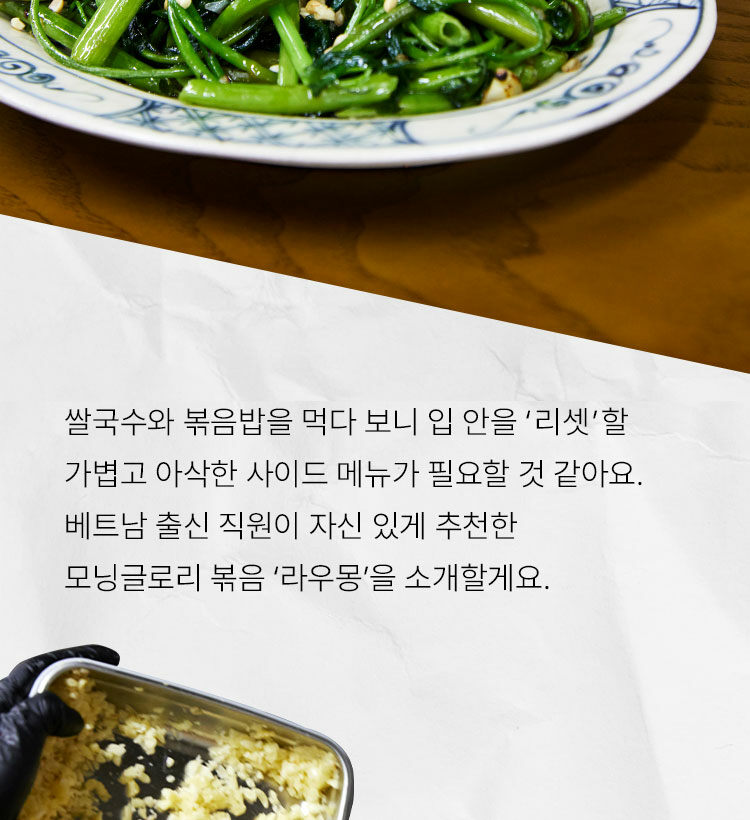 쌀국수와 볶음밥을 먹다 보니 입 안을 ‘리셋’할
가볍고 아삭한 사이드 메뉴가 필요할 것 같아요.
베트남 출신 직원이 자신 있게 추천한
모닝글로리 볶음 ‘라우몽’을 소개할게요.